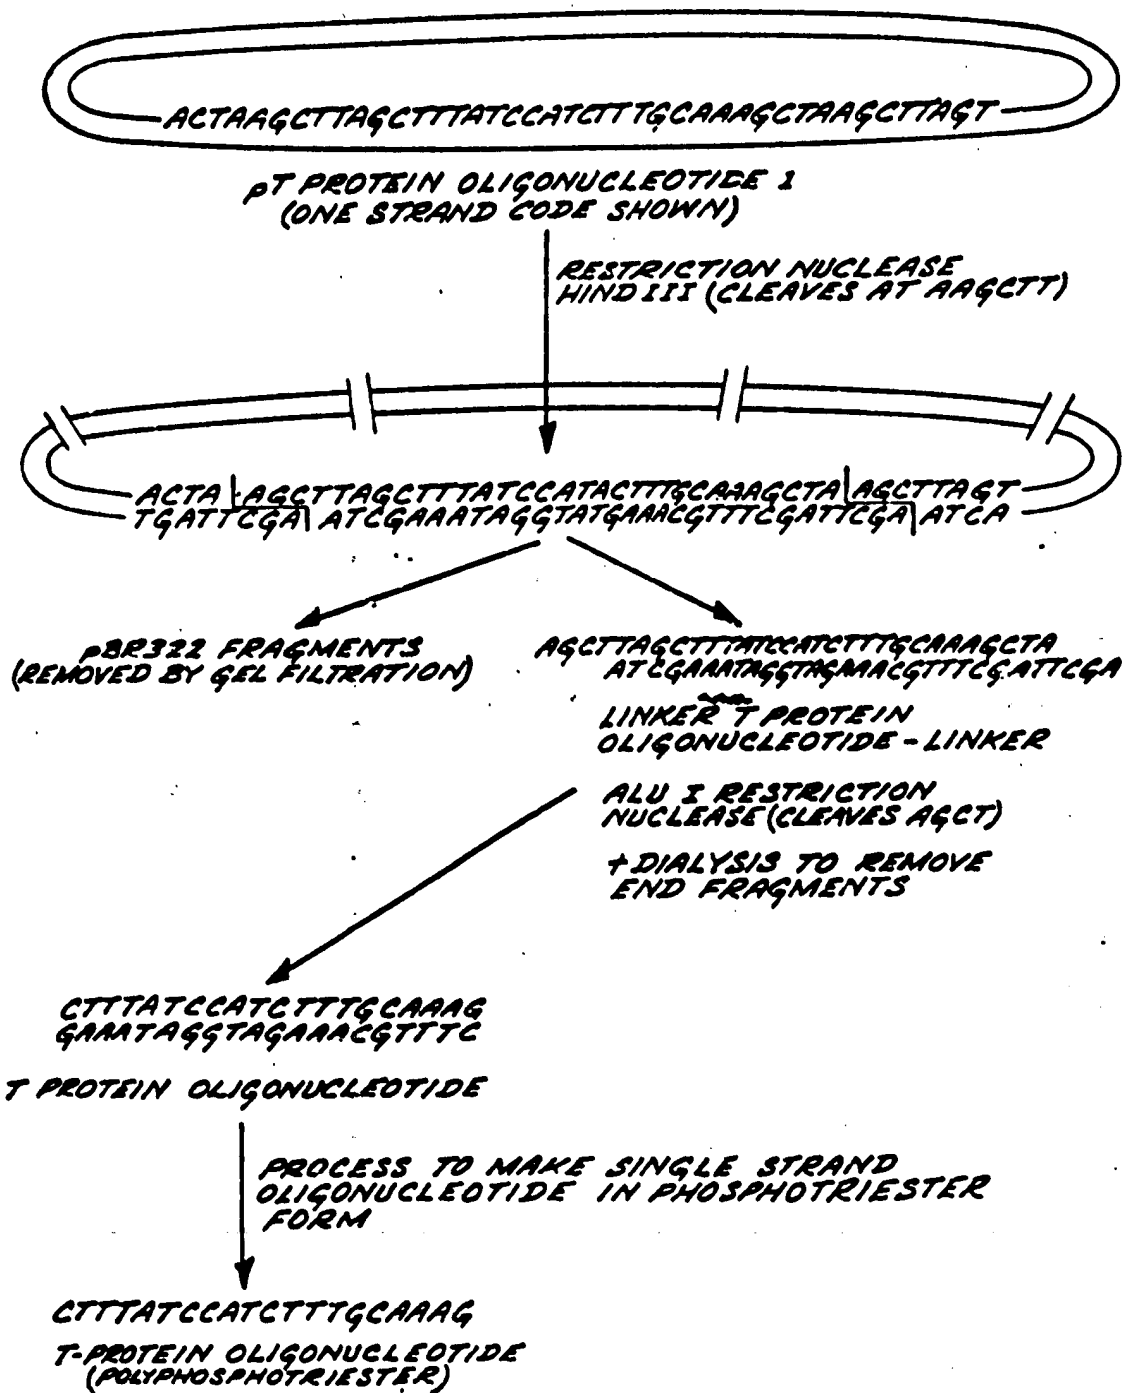 ACTAAGCTTAGCTTTATCCATCTTTGCAAAGCTAAGCTTAGT
pT PROTEIN OLIGONUCLEOTIDE 1
(ONE STRAND CODE SHOWN)
RESTRICTION NUCLEASE
HIND III (CLEAVES AT AAGCTT)
ACTA AGCTTAGCTTTATCCATACTTTGCAAAGCTA AGCTTAGT
TGATTCGA ATCGAAATAGGTATGAAACGTTTCGATTCGA ATCA
pBR322 FRAGMENTS
(REMOVED BY GEL FILTRATION)
AGCTTAGCTTTATCCATCTTTGCAAAGCTA
ATCGAAATAGGTAGAAACGTTTCGATTCGA
LINKER T PROTEIN
OLIGONUCLEOTIDE - LINKER
ALU I RESTRICTION
NUCLEASE (CLEAVES AGCT)
+ DIALYSIS TO REMOVE
END FRAGMENTS
CTTTATCCATCTTTGCAAAG
GAAATAGGTAGAAACGTTTC
T PROTEIN OLIGONUCLEOTIDE
PROCESS TO MAKE SINGLE STRAND
OLIGONUCLEOTIDE IN PHOSPHOTRIESTER
FORM
CTTTATCCATCTTTGCAAAG
T-PROTEIN OLIGONUCLEOTIDE
(POLYPHOSPHOTRIESTER)